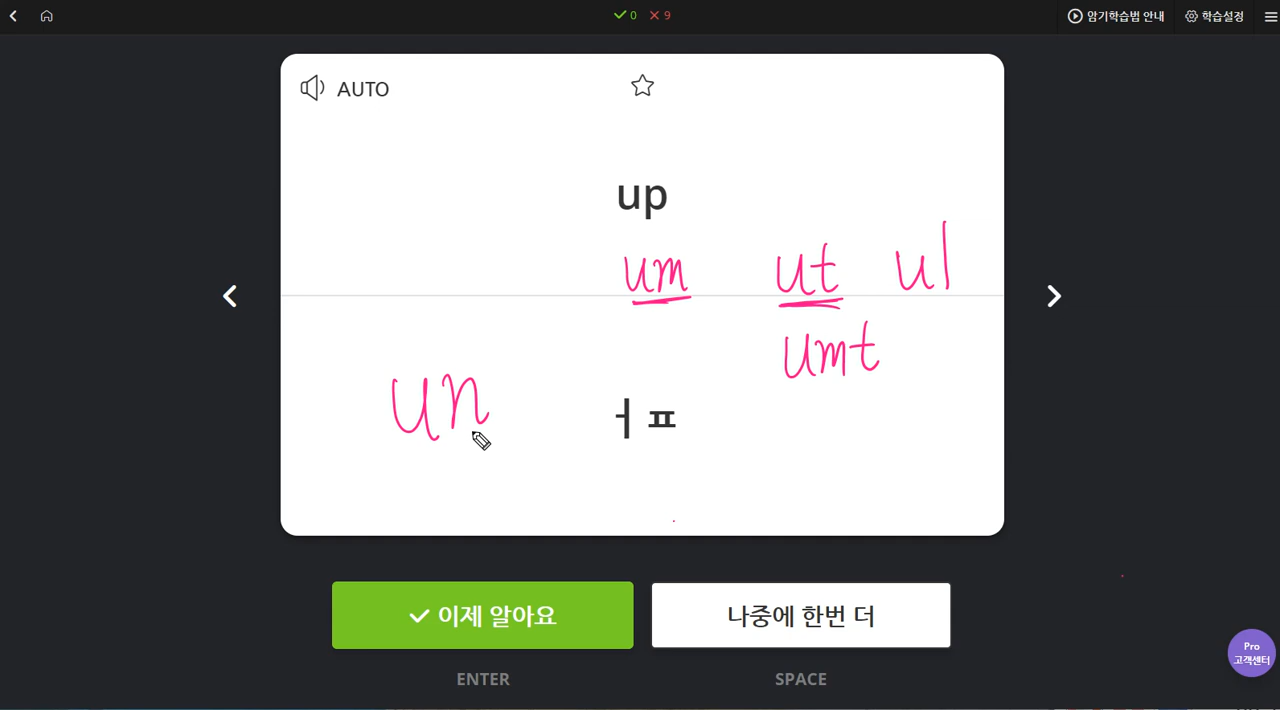 0 9 암기학습법 안내 학습설정
AUTO
up
um ut ul
umt
un
ㅓㅍ
이제 알아요 나중에 한번 더
ENTER SPACE
Pro
고객센터